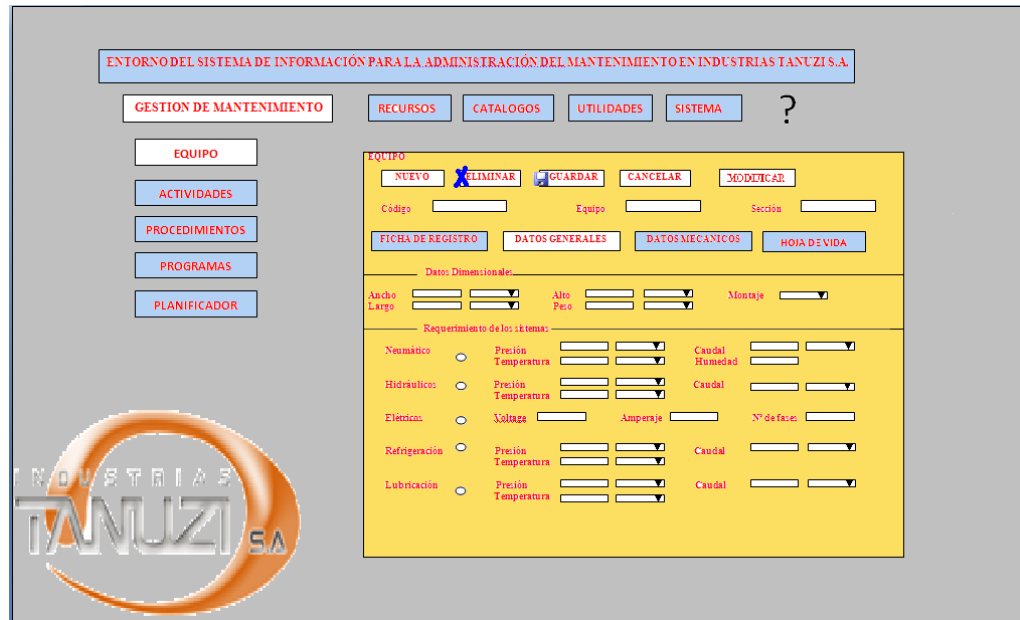 ENTORNO DEL SISTEMA DE INFORMACIÓN PARA LA ADMINISTRACIÓN DEL MANTENIMIENTO EN INDUSTRIAS TANUZI S.A.
GESTION DE MANTENIMIENTO RECURSOS CATALOGOS UTILIDADES SISTEMA ?
EQUIPO
ACTIVIDADES
PROCEDIMIENTOS
PROGRAMAS
PLANIFICADOR
EQUIPO
NUEVO ELIMINAR GUARDAR CANCELAR MODIFICAR
Código Equipo Sección
FICHA DE REGISTRO DATOS GENERALES DATOS MECANICOS HOJA DE VIDA
Datos Dimensionales
Ancho Alto Montaje
Largo Peso
Requerimiento de los sitemas
Neumático Presión Caudal
Temperatura Humedad
Hidráulicos Presión Caudal
Temperatura
Elétricos Voltage Amperaje Nº de fases
Refrigeración Presión Caudal
Temperatura
Lubricación Presión Caudal
Temperatura
INDUSTRIAS
TANUZI S.A